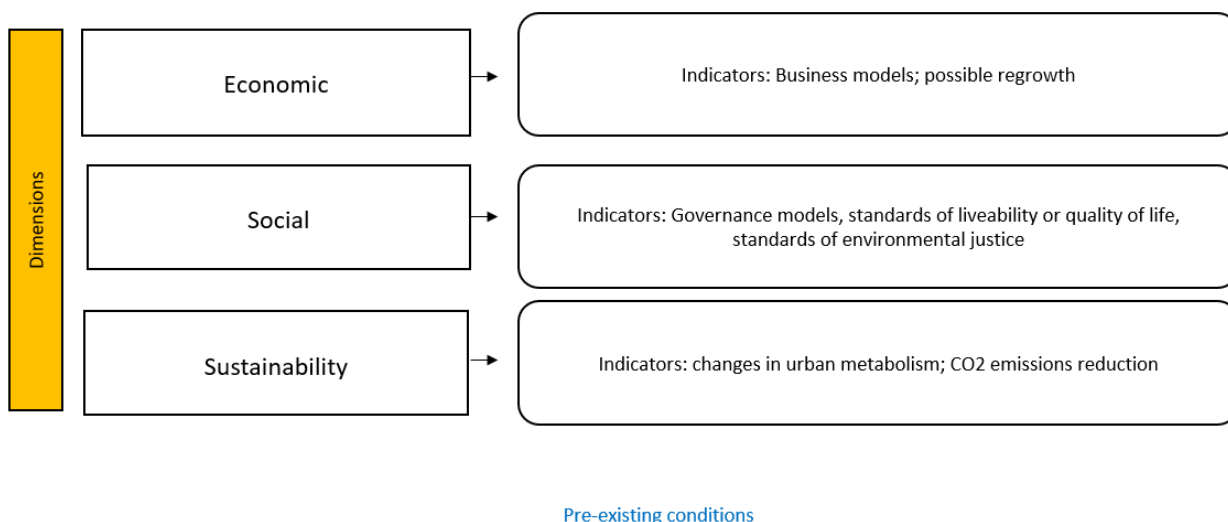 Dimensions
Economic
Indicators: Business models; possible regrowth
Social
Indicators: Governance models, standards of liveability or quality of life,
standards of environmental justice
Sustainability
Indicators: changes in urban metabolism; CO2 emissions reduction
Pre-existing conditions